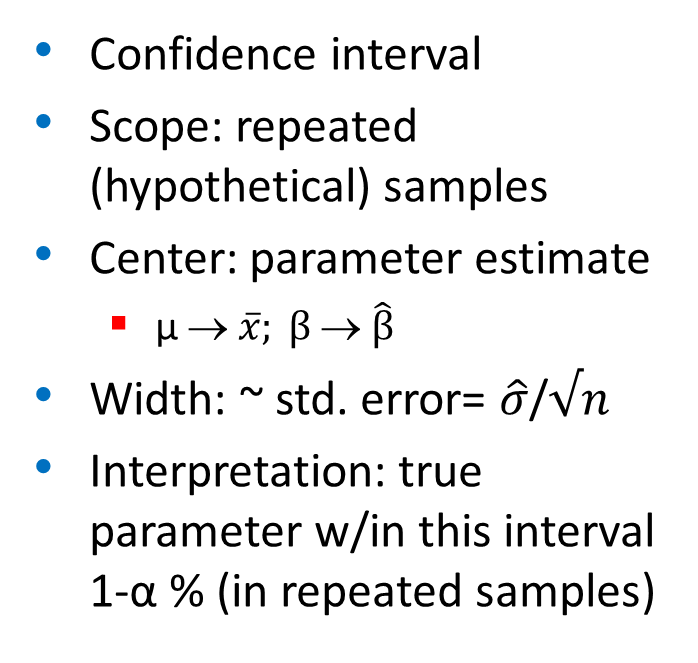 • Confidence interval
• Scope: repeated
(hypothetical) samples
• Center: parameter estimate
▪ μ → x̄; β → β̂
• Width: ~ std. error= σ̂/√n
• Interpretation: true
parameter w/in this interval
1-α % (in repeated samples)